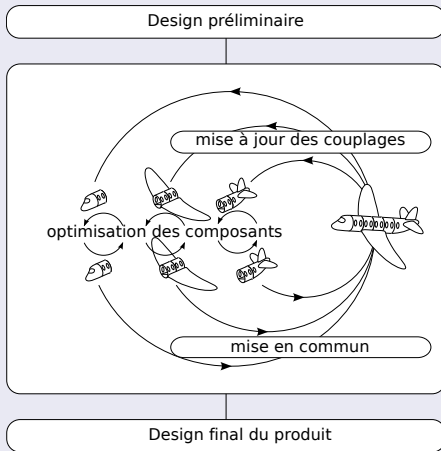 Design préliminaire
mise à jour des couplages
optimisation des composants
mise en commun
Design final du produit